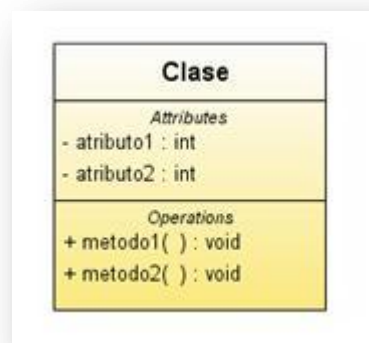 Clase
Attributes
- atributo1 : int
- atributo2 : int
Operations
+ metodo1( ) : void
+ metodo2( ) : void